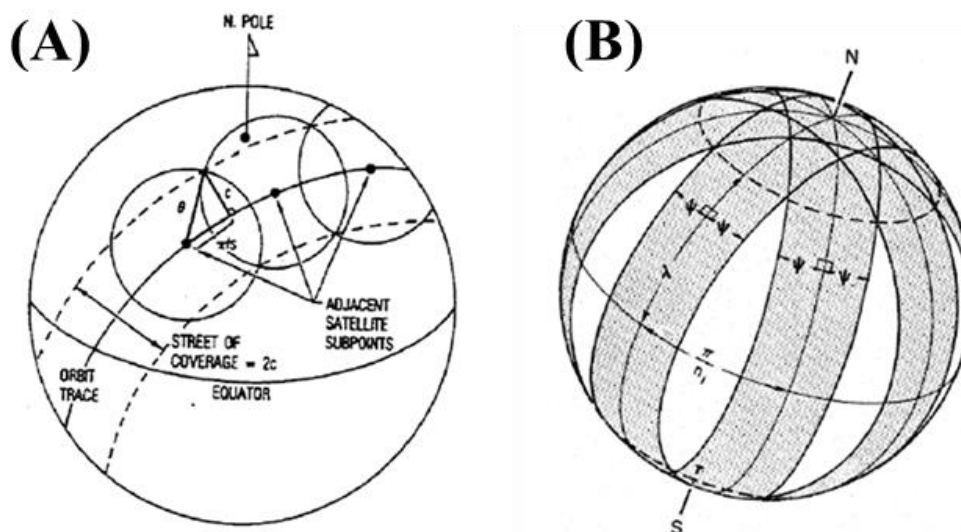 (A)
N. POLE
θ
c
π/s
ADJACENT
SATELLITE
SUBPOINTS
STREET OF
COVERAGE = 2c
ORBIT
TRACE
EQUATOR
(B)
N
ψ ψ
ψ ψ
λ
π
S